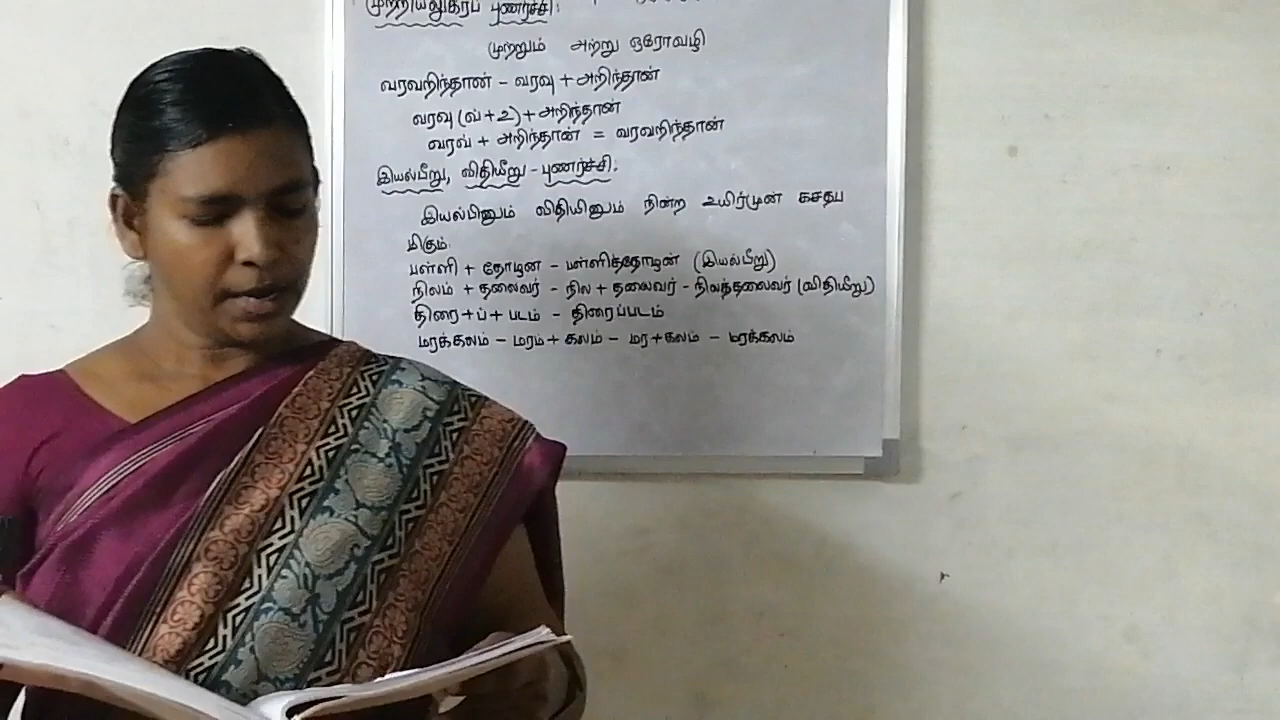 முற்றியலுகரப் புணர்ச்சி:
முற்றும் அற்று ஒரோவழி
வரவறிந்தான் - வரவு + அறிந்தான்
வரவு (வ் + உ) + அறிந்தான்
வரவ் + அறிந்தான் = வரவறிந்தான்
இயல்பீறு, விதியீறு - புணர்ச்சி:
இயல்பினும் விதியினும் நின்ற உயிர்முன் கசதப
மிகும்.
பள்ளி + தோழன் - பள்ளித்தோழன் (இயல்பீறு)
நிலம் + தலைவர் - நில + தலைவர் - நிலத்தலைவர் (விதியீறு)
திரை + ப் + படம் - திரைப்படம்
மரக்கலம் - மரம் + கலம் - மர + கலம் - மரக்கலம்